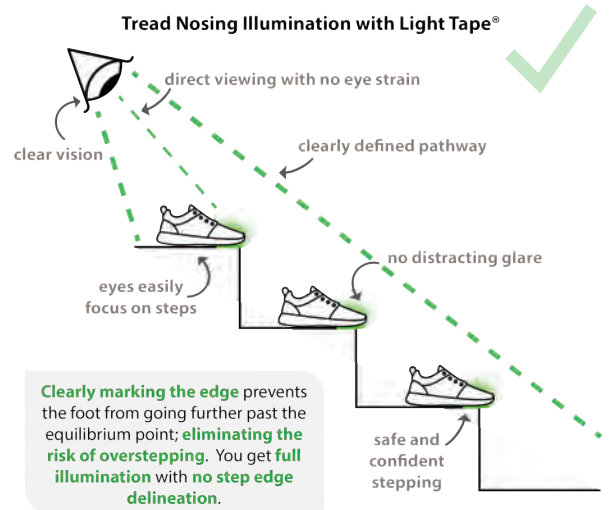 Tread Nosing Illumination with Light Tape®
direct viewing with no eye strain
clear vision
clearly defined pathway
no distracting glare
eyes easily
focus on steps
Clearly marking the edge prevents
the foot from going further past the
equilibrium point; eliminating the
risk of overstepping. You get full
illumination with no step edge
delineation.
safe and
confident
stepping